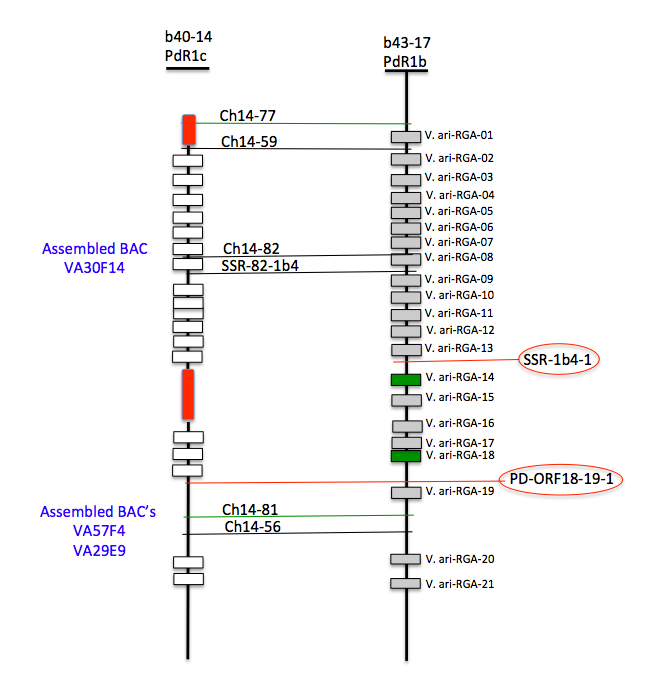 b40-14
PdR1c
b43-17
PdR1b
Ch14-77
V. ari-RGA-01
Ch14-59
V. ari-RGA-02
V. ari-RGA-03
V. ari-RGA-04
V. ari-RGA-05
V. ari-RGA-06
V. ari-RGA-07
Assembled BAC
VA30F14
Ch14-82
V. ari-RGA-08
SSR-82-1b4
V. ari-RGA-09
V. ari-RGA-10
V. ari-RGA-11
V. ari-RGA-12
V. ari-RGA-13
SSR-1b4-1
V. ari-RGA-14
V. ari-RGA-15
V. ari-RGA-16
V. ari-RGA-17
V. ari-RGA-18
PD-ORF18-19-1
V. ari-RGA-19
Assembled BAC's
VA57F4
VA29E9
Ch14-81
Ch14-56
V. ari-RGA-20
V. ari-RGA-21